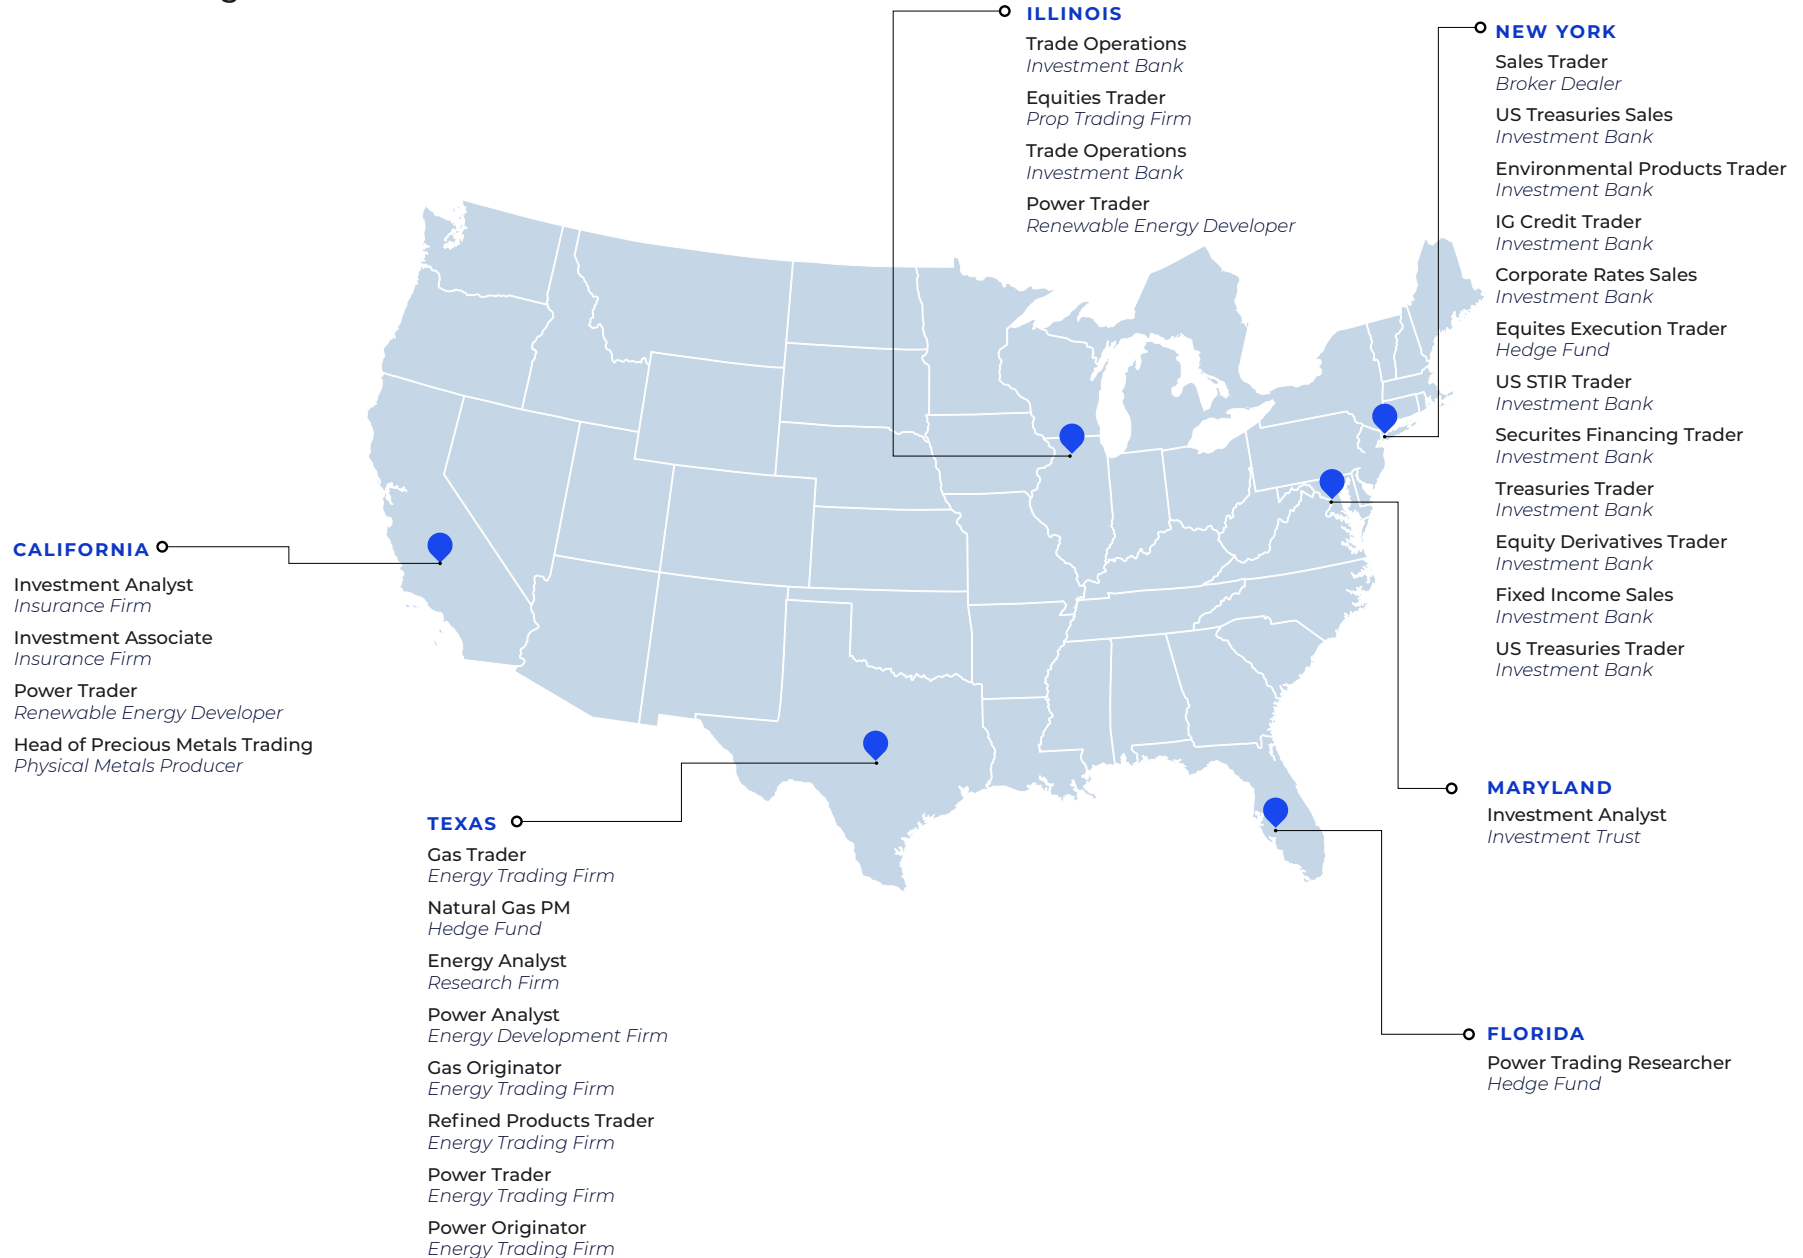 ILLINOIS
Trade Operations
Investment Bank
Equities Trader
Prop Trading Firm
Trade Operations
Investment Bank
Power Trader
Renewable Energy Developer
NEW YORK
Sales Trader
Broker Dealer
US Treasuries Sales
Investment Bank
Environmental Products Trader
Investment Bank
IG Credit Trader
Investment Bank
Corporate Rates Sales
Investment Bank
Equites Execution Trader
Hedge Fund
US STIR Trader
Investment Bank
Securites Financing Trader
Investment Bank
Treasuries Trader
Investment Bank
Equity Derivatives Trader
Investment Bank
Fixed Income Sales
Investment Bank
US Treasuries Trader
Investment Bank
CALIFORNIA
Investment Analyst
Insurance Firm
Investment Associate
Insurance Firm
Power Trader
Renewable Energy Developer
Head of Precious Metals Trading
Physical Metals Producer
TEXAS
Gas Trader
Energy Trading Firm
Natural Gas PM
Hedge Fund
Energy Analyst
Research Firm
Power Analyst
Energy Development Firm
Gas Originator
Energy Trading Firm
Refined Products Trader
Energy Trading Firm
Power Trader
Energy Trading Firm
Power Originator
Energy Trading Firm
MARYLAND
Investment Analyst
Investment Trust
FLORIDA
Power Trading Researcher
Hedge Fund